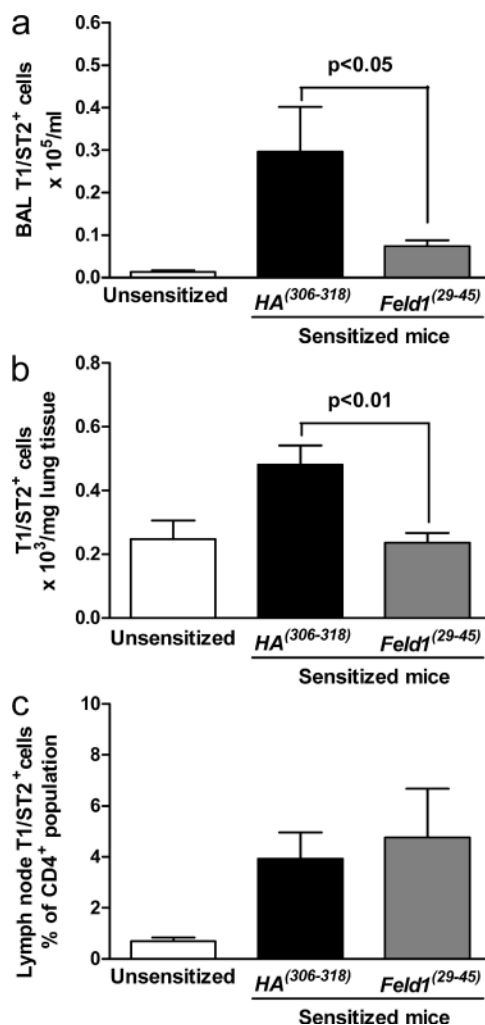 a
BAL T1/ST2⁺ cells
x 10⁵/ml
0.6
0.5
0.4
0.3
0.2
0.1
0.0
p<0.05
Unsensitized HA⁽³⁰⁶⁻³¹⁸⁾ Feld1⁽²⁹⁻⁴⁵⁾
Sensitized mice
b
T1/ST2⁺ cells
x 10³/mg lung tissue
0.8
0.6
0.4
0.2
0.0
p<0.01
Unsensitized HA⁽³⁰⁶⁻³¹⁸⁾ Feld1⁽²⁹⁻⁴⁵⁾
Sensitized mice
c
Lymph node T1/ST2⁺cells
% of CD4⁺ population
10
8
6
4
2
0
Unsensitized HA⁽³⁰⁶⁻³¹⁸⁾ Feld1⁽²⁹⁻⁴⁵⁾
Sensitized mice